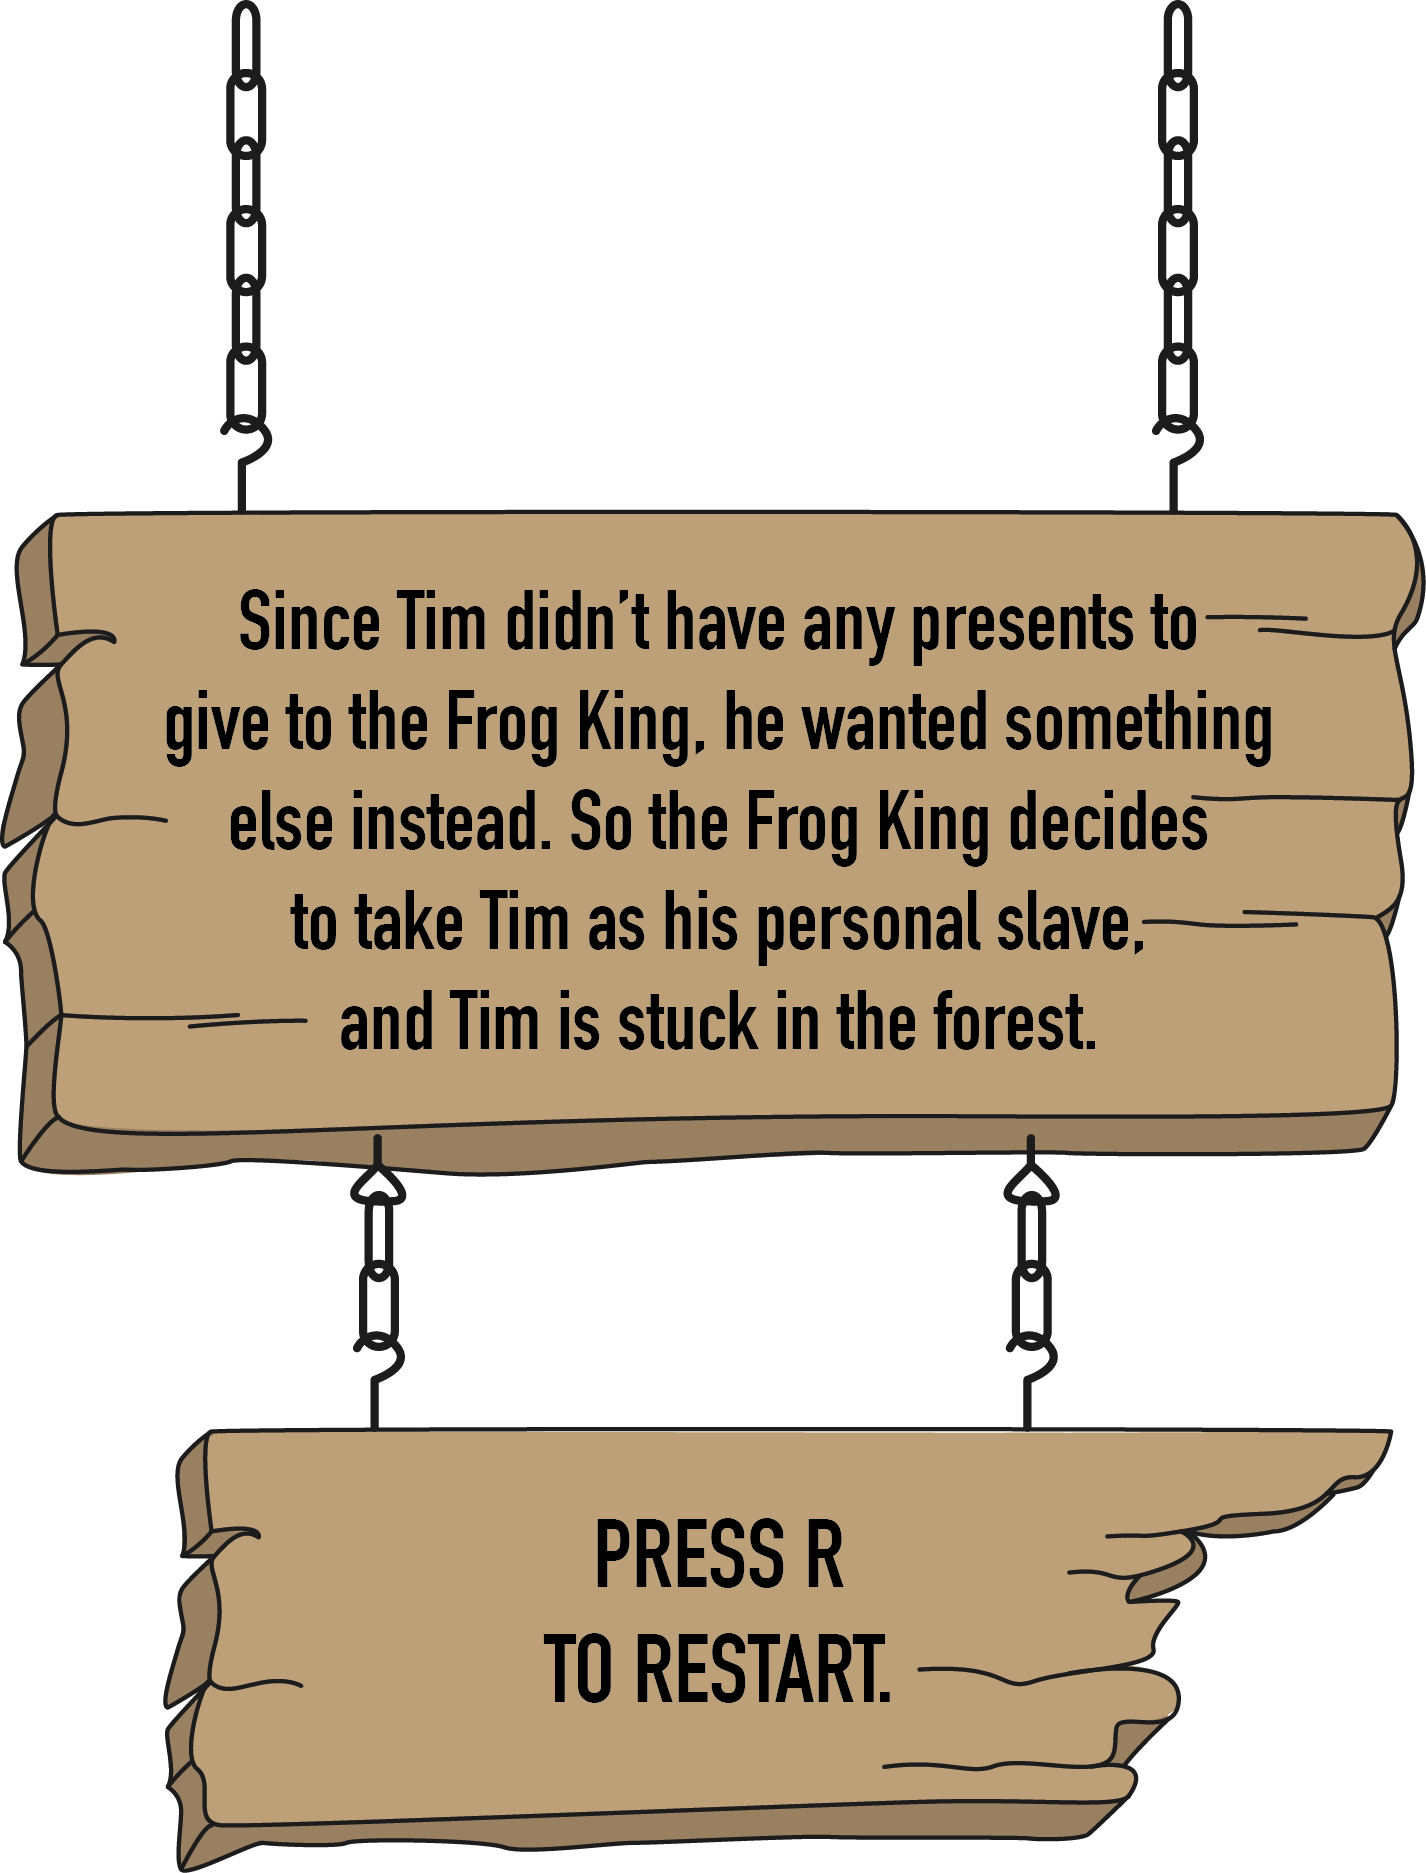 Since Tim didn’t have any presents to
give to the Frog King, he wanted something
else instead. So the Frog King decides
to take Tim as his personal slave,
and Tim is stuck in the forest.
PRESS R
TO RESTART.